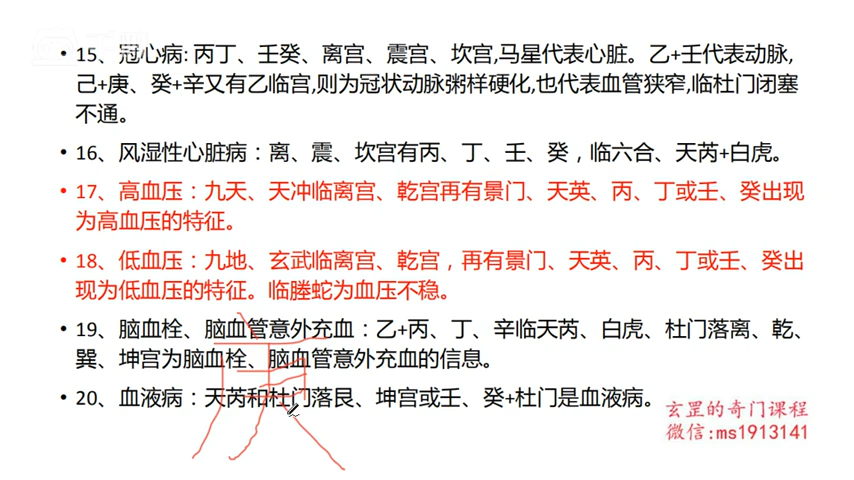 • 15、冠心病: 丙丁、壬癸、离宫、震宫、坎宫,马星代表心脏。乙+壬代表动脉,
己+庚、癸+辛又有乙临宫,则为冠状动脉粥样硬化,也代表血管狭窄,临杜门闭塞
不通。
• 16、风湿性心脏病：离、震、坎宫有丙、丁、壬、癸，临六合、天芮+白虎。
• 17、高血压：九天、天冲临离宫、乾宫再有景门、天英、丙、丁或壬、癸出现
为高血压的特征。
• 18、低血压：九地、玄武临离宫、乾宫，再有景门、天英、丙、丁或壬、癸出
现为低血压的特征。临螣蛇为血压不稳。
• 19、脑血栓、脑血管意外充血：乙+丙、丁、辛临天芮、白虎、杜门落离、乾、
巽、坤宫为脑血栓、脑血管意外充血的信息。
• 20、血液病：天芮和杜门落艮、坤宫或壬、癸+杜门是血液病。
玄罡的奇门课程
微信:ms1913141